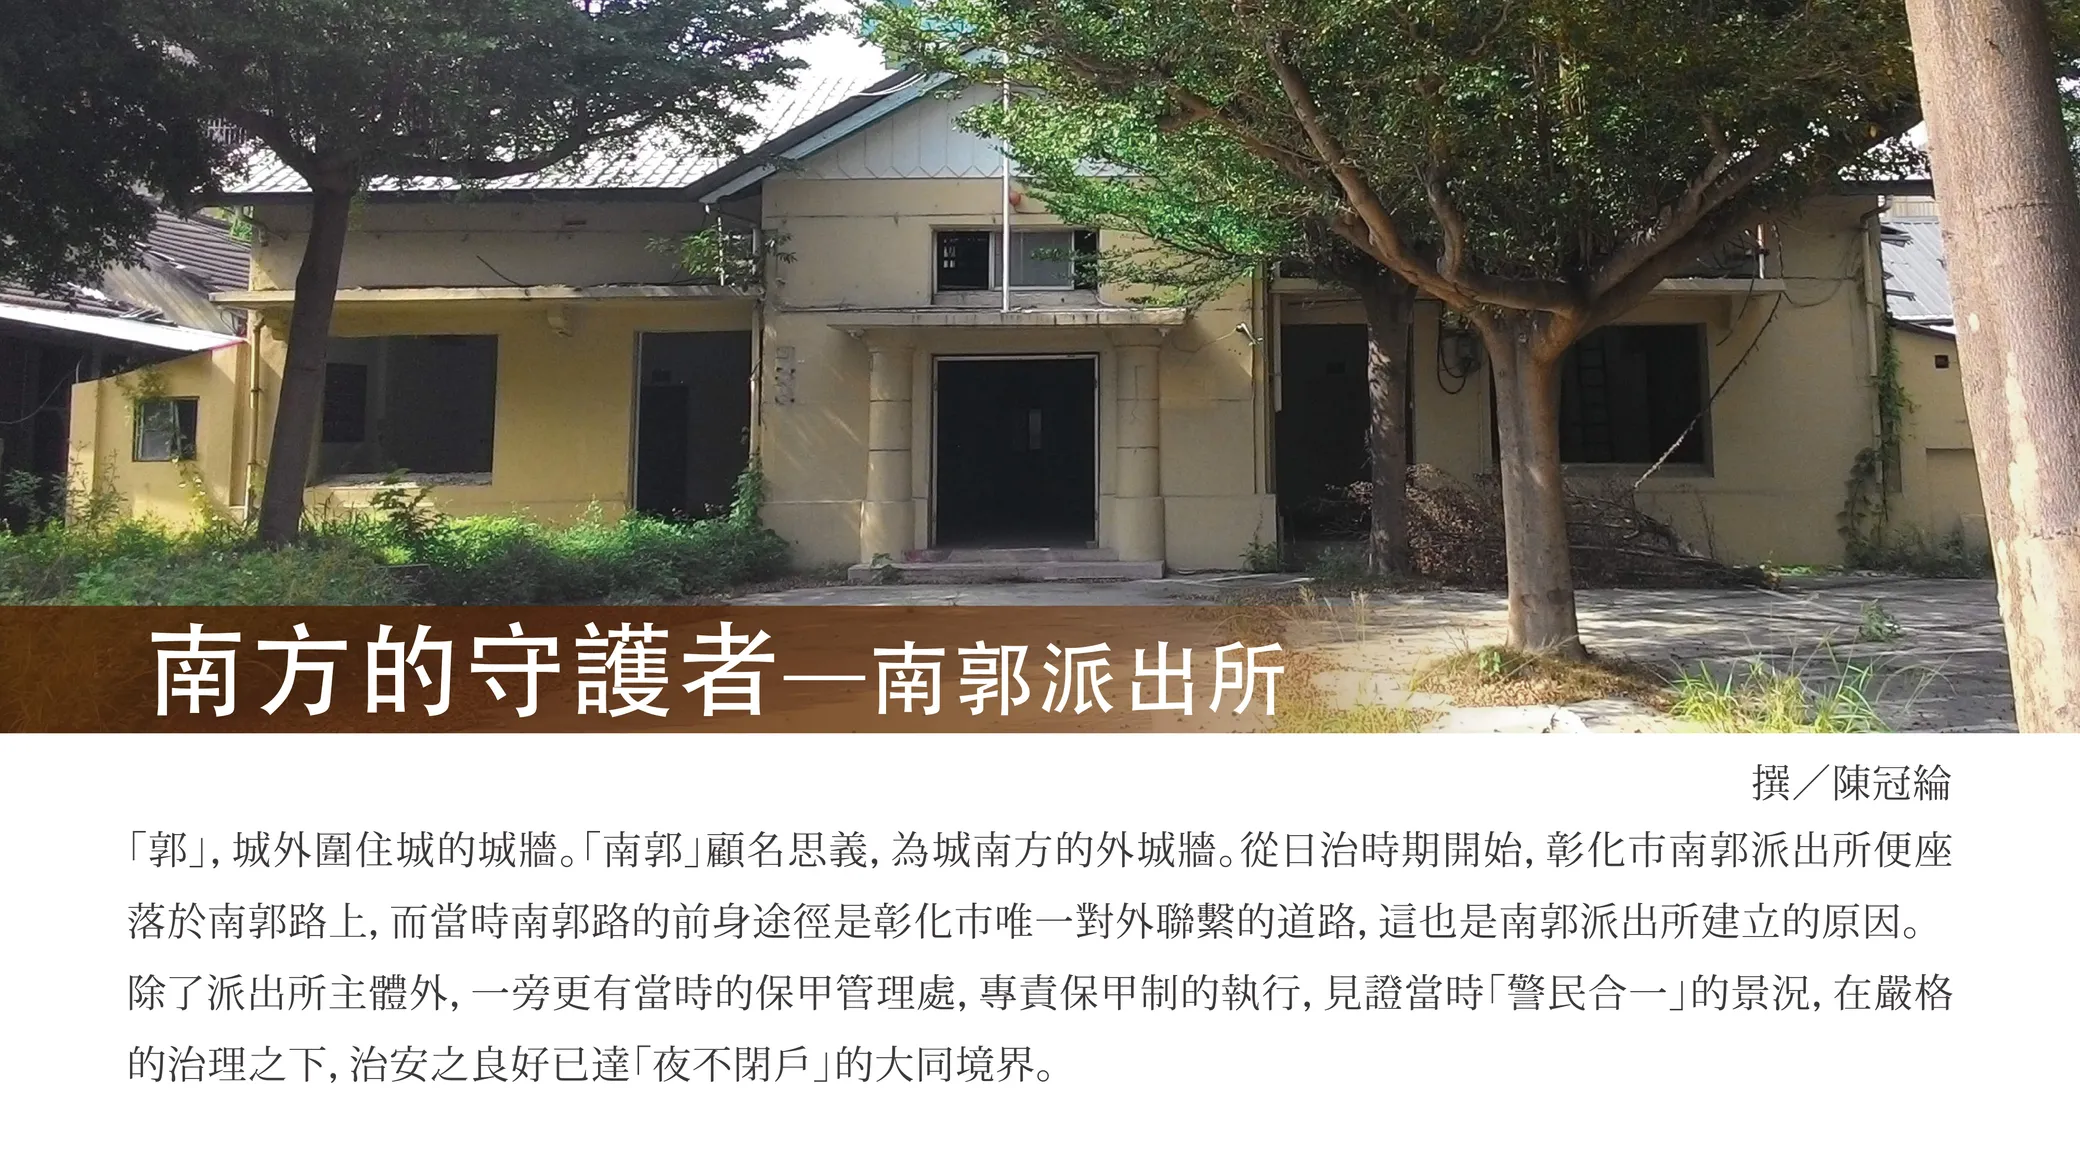 南方的守護者—南郭派出所
撰／陳冠綸
「郭」，城外圍住城的城牆。「南郭」顧名思義，為城南方的外城牆。從日治時期開始，彰化市南郭派出所便座
落於南郭路上，而當時南郭路的前身途徑是彰化市唯一對外聯繫的道路，這也是南郭派出所建立的原因。
除了派出所主體外，一旁更有當時的保甲管理處，專責保甲制的執行，見證當時「警民合一」的景況，在嚴格
的治理之下，治安之良好已達「夜不閉戶」的大同境界。